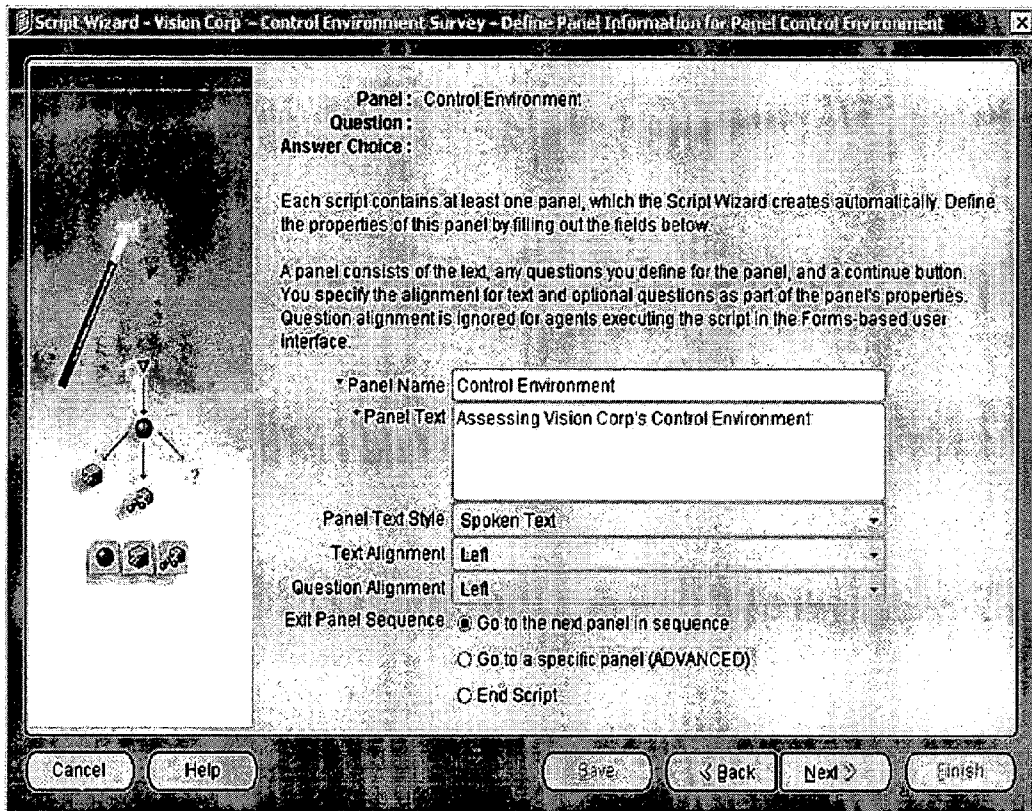 Script Wizard - Vision Corp - Control Environment Survey - Define Panel Information for Panel Control Environment
Panel : Control Environment
Question :
Answer Choice :
Each script contains at least one panel, which the Script Wizard creates automatically. Define
the properties of this panel by filling out the fields below.
A panel consists of the text, any questions you define for the panel, and a continue button.
You specify the alignment for text and optional questions as part of the panel's properties.
Question alignment is ignored for agents executing the script in the Forms-based user
interface.
* Panel Name Control Environment
* Panel Text Assessing Vision Corp's Control Environment
Panel Text Style Spoken Text
Text Alignment Left
Question Alignment Left
Exit Panel Sequence Go to the next panel in sequence
Go to a specific panel (ADVANCED)
End Script
?
Cancel Help Save Back Next Finish